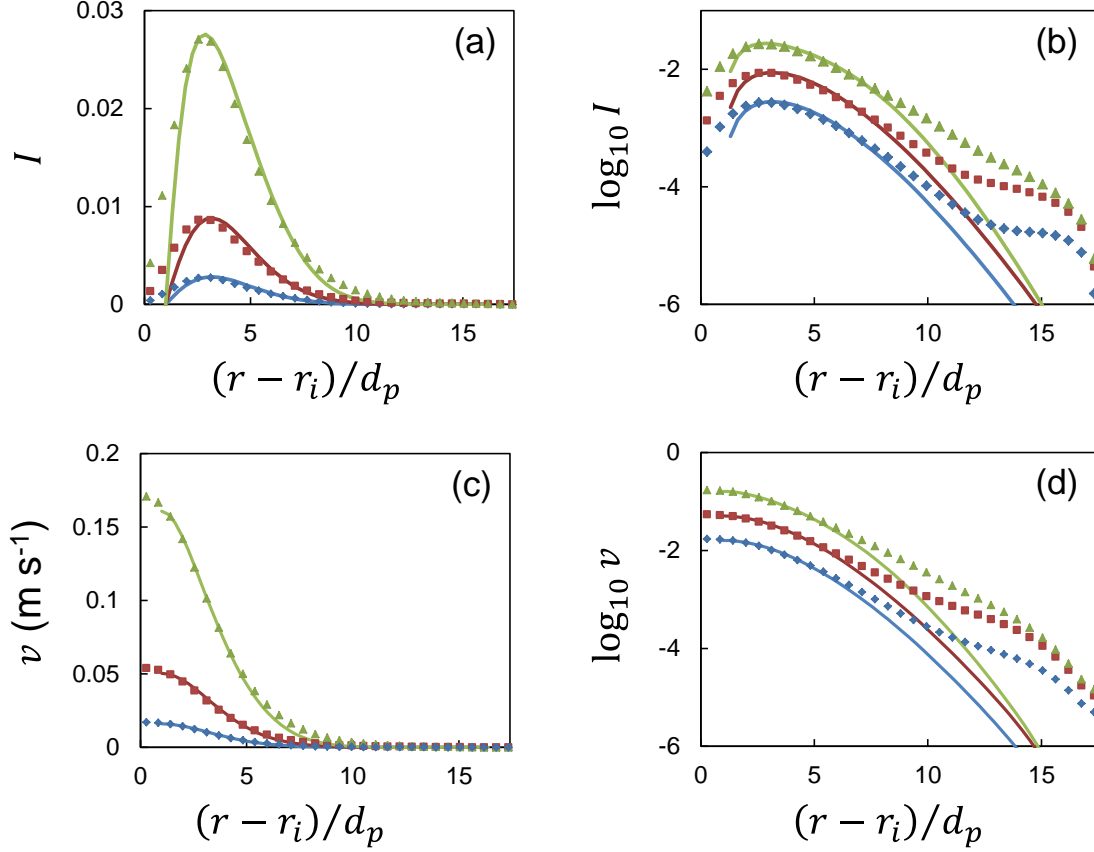 (a)
0.03
0.02
0.01
0
I
0 5 10 15
(r − r_i)/d_p
(b)
-2
-4
-6
log₁₀ I
0 5 10 15
(r − r_i)/d_p
(c)
0.2
0.15
0.1
0.05
0
v (m s⁻¹)
0 5 10 15
(r − r_i)/d_p
(d)
0
-2
-4
-6
log₁₀ v
0 5 10 15
(r − r_i)/d_p